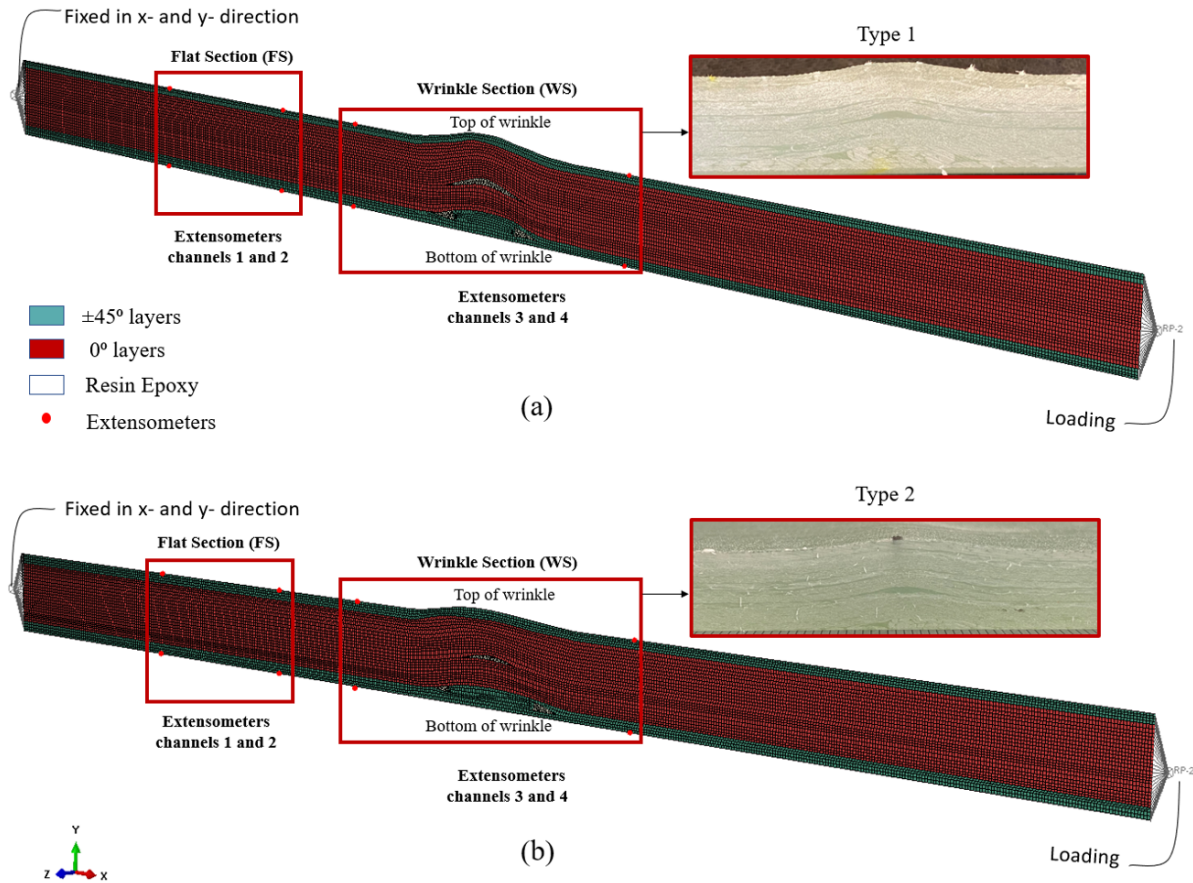 Fixed in x- and y- direction
Flat Section (FS)
Wrinkle Section (WS)
Type 1
Top of wrinkle
Extensometers
channels 1 and 2
Bottom of wrinkle
Extensometers
channels 3 and 4
±45º layers
0º layers
Resin Epoxy
Extensometers
RP-2
(a)
Loading
Fixed in x- and y- direction
Flat Section (FS)
Wrinkle Section (WS)
Type 2
Top of wrinkle
Extensometers
channels 1 and 2
Bottom of wrinkle
Extensometers
channels 3 and 4
RP-2
Y
Z
X
(b)
Loading